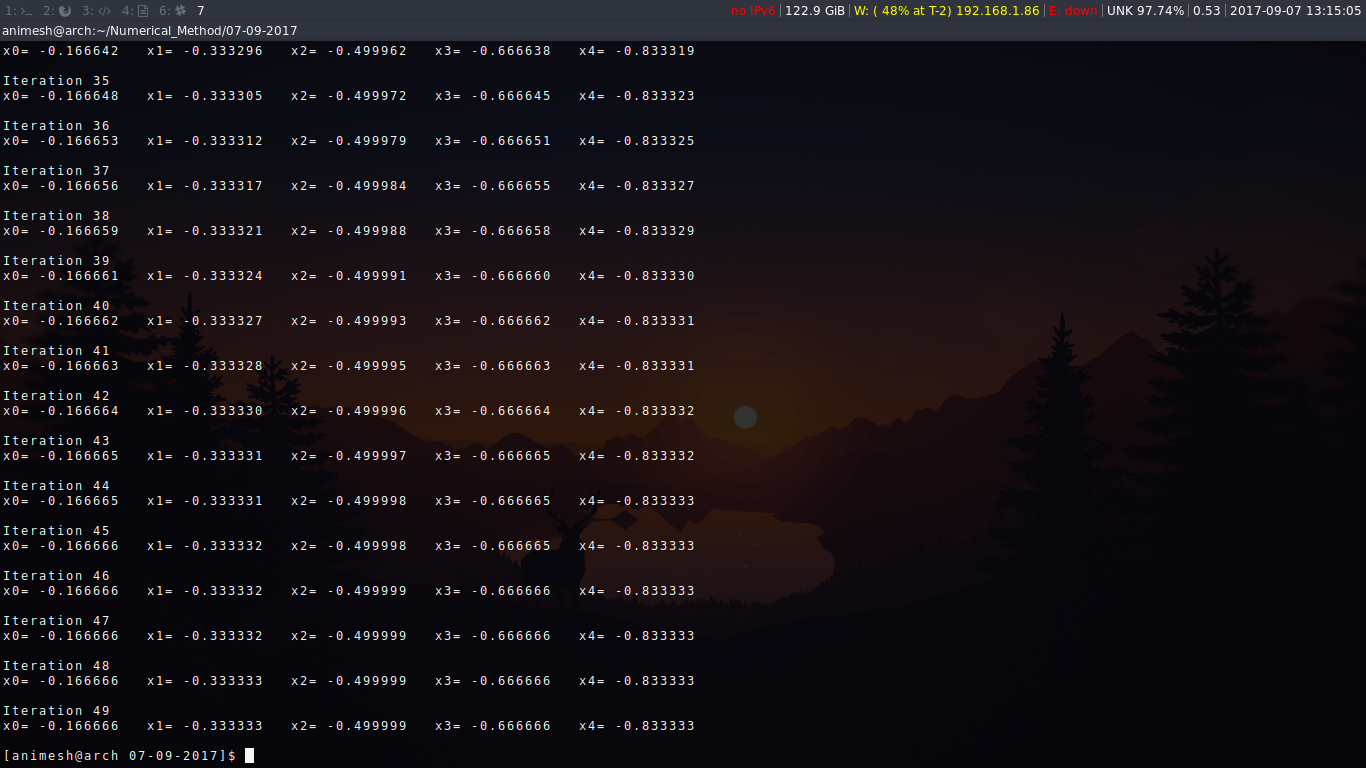 1: 2: 3: 4: 6: 7 no IPv6 | 122.9 GiB | W: ( 48% at T-2) 192.168.1.86 | E: down | UNK 97.74% | 0.53 | 2017-09-07 13:15:05
animesh@arch:~/Numerical_Method/07-09-2017
x0= -0.166642 x1= -0.333296 x2= -0.499962 x3= -0.666638 x4= -0.833319
Iteration 35
x0= -0.166648 x1= -0.333305 x2= -0.499972 x3= -0.666645 x4= -0.833323
Iteration 36
x0= -0.166653 x1= -0.333312 x2= -0.499979 x3= -0.666651 x4= -0.833325
Iteration 37
x0= -0.166656 x1= -0.333317 x2= -0.499984 x3= -0.666655 x4= -0.833327
Iteration 38
x0= -0.166659 x1= -0.333321 x2= -0.499988 x3= -0.666658 x4= -0.833329
Iteration 39
x0= -0.166661 x1= -0.333324 x2= -0.499991 x3= -0.666660 x4= -0.833330
Iteration 40
x0= -0.166662 x1= -0.333327 x2= -0.499993 x3= -0.666662 x4= -0.833331
Iteration 41
x0= -0.166663 x1= -0.333328 x2= -0.499995 x3= -0.666663 x4= -0.833331
Iteration 42
x0= -0.166664 x1= -0.333330 x2= -0.499996 x3= -0.666664 x4= -0.833332
Iteration 43
x0= -0.166665 x1= -0.333331 x2= -0.499997 x3= -0.666665 x4= -0.833332
Iteration 44
x0= -0.166665 x1= -0.333331 x2= -0.499998 x3= -0.666665 x4= -0.833333
Iteration 45
x0= -0.166666 x1= -0.333332 x2= -0.499998 x3= -0.666665 x4= -0.833333
Iteration 46
x0= -0.166666 x1= -0.333332 x2= -0.499999 x3= -0.666666 x4= -0.833333
Iteration 47
x0= -0.166666 x1= -0.333332 x2= -0.499999 x3= -0.666666 x4= -0.833333
Iteration 48
x0= -0.166666 x1= -0.333333 x2= -0.499999 x3= -0.666666 x4= -0.833333
Iteration 49
x0= -0.166666 x1= -0.333333 x2= -0.499999 x3= -0.666666 x4= -0.833333
[animesh@arch 07-09-2017]$